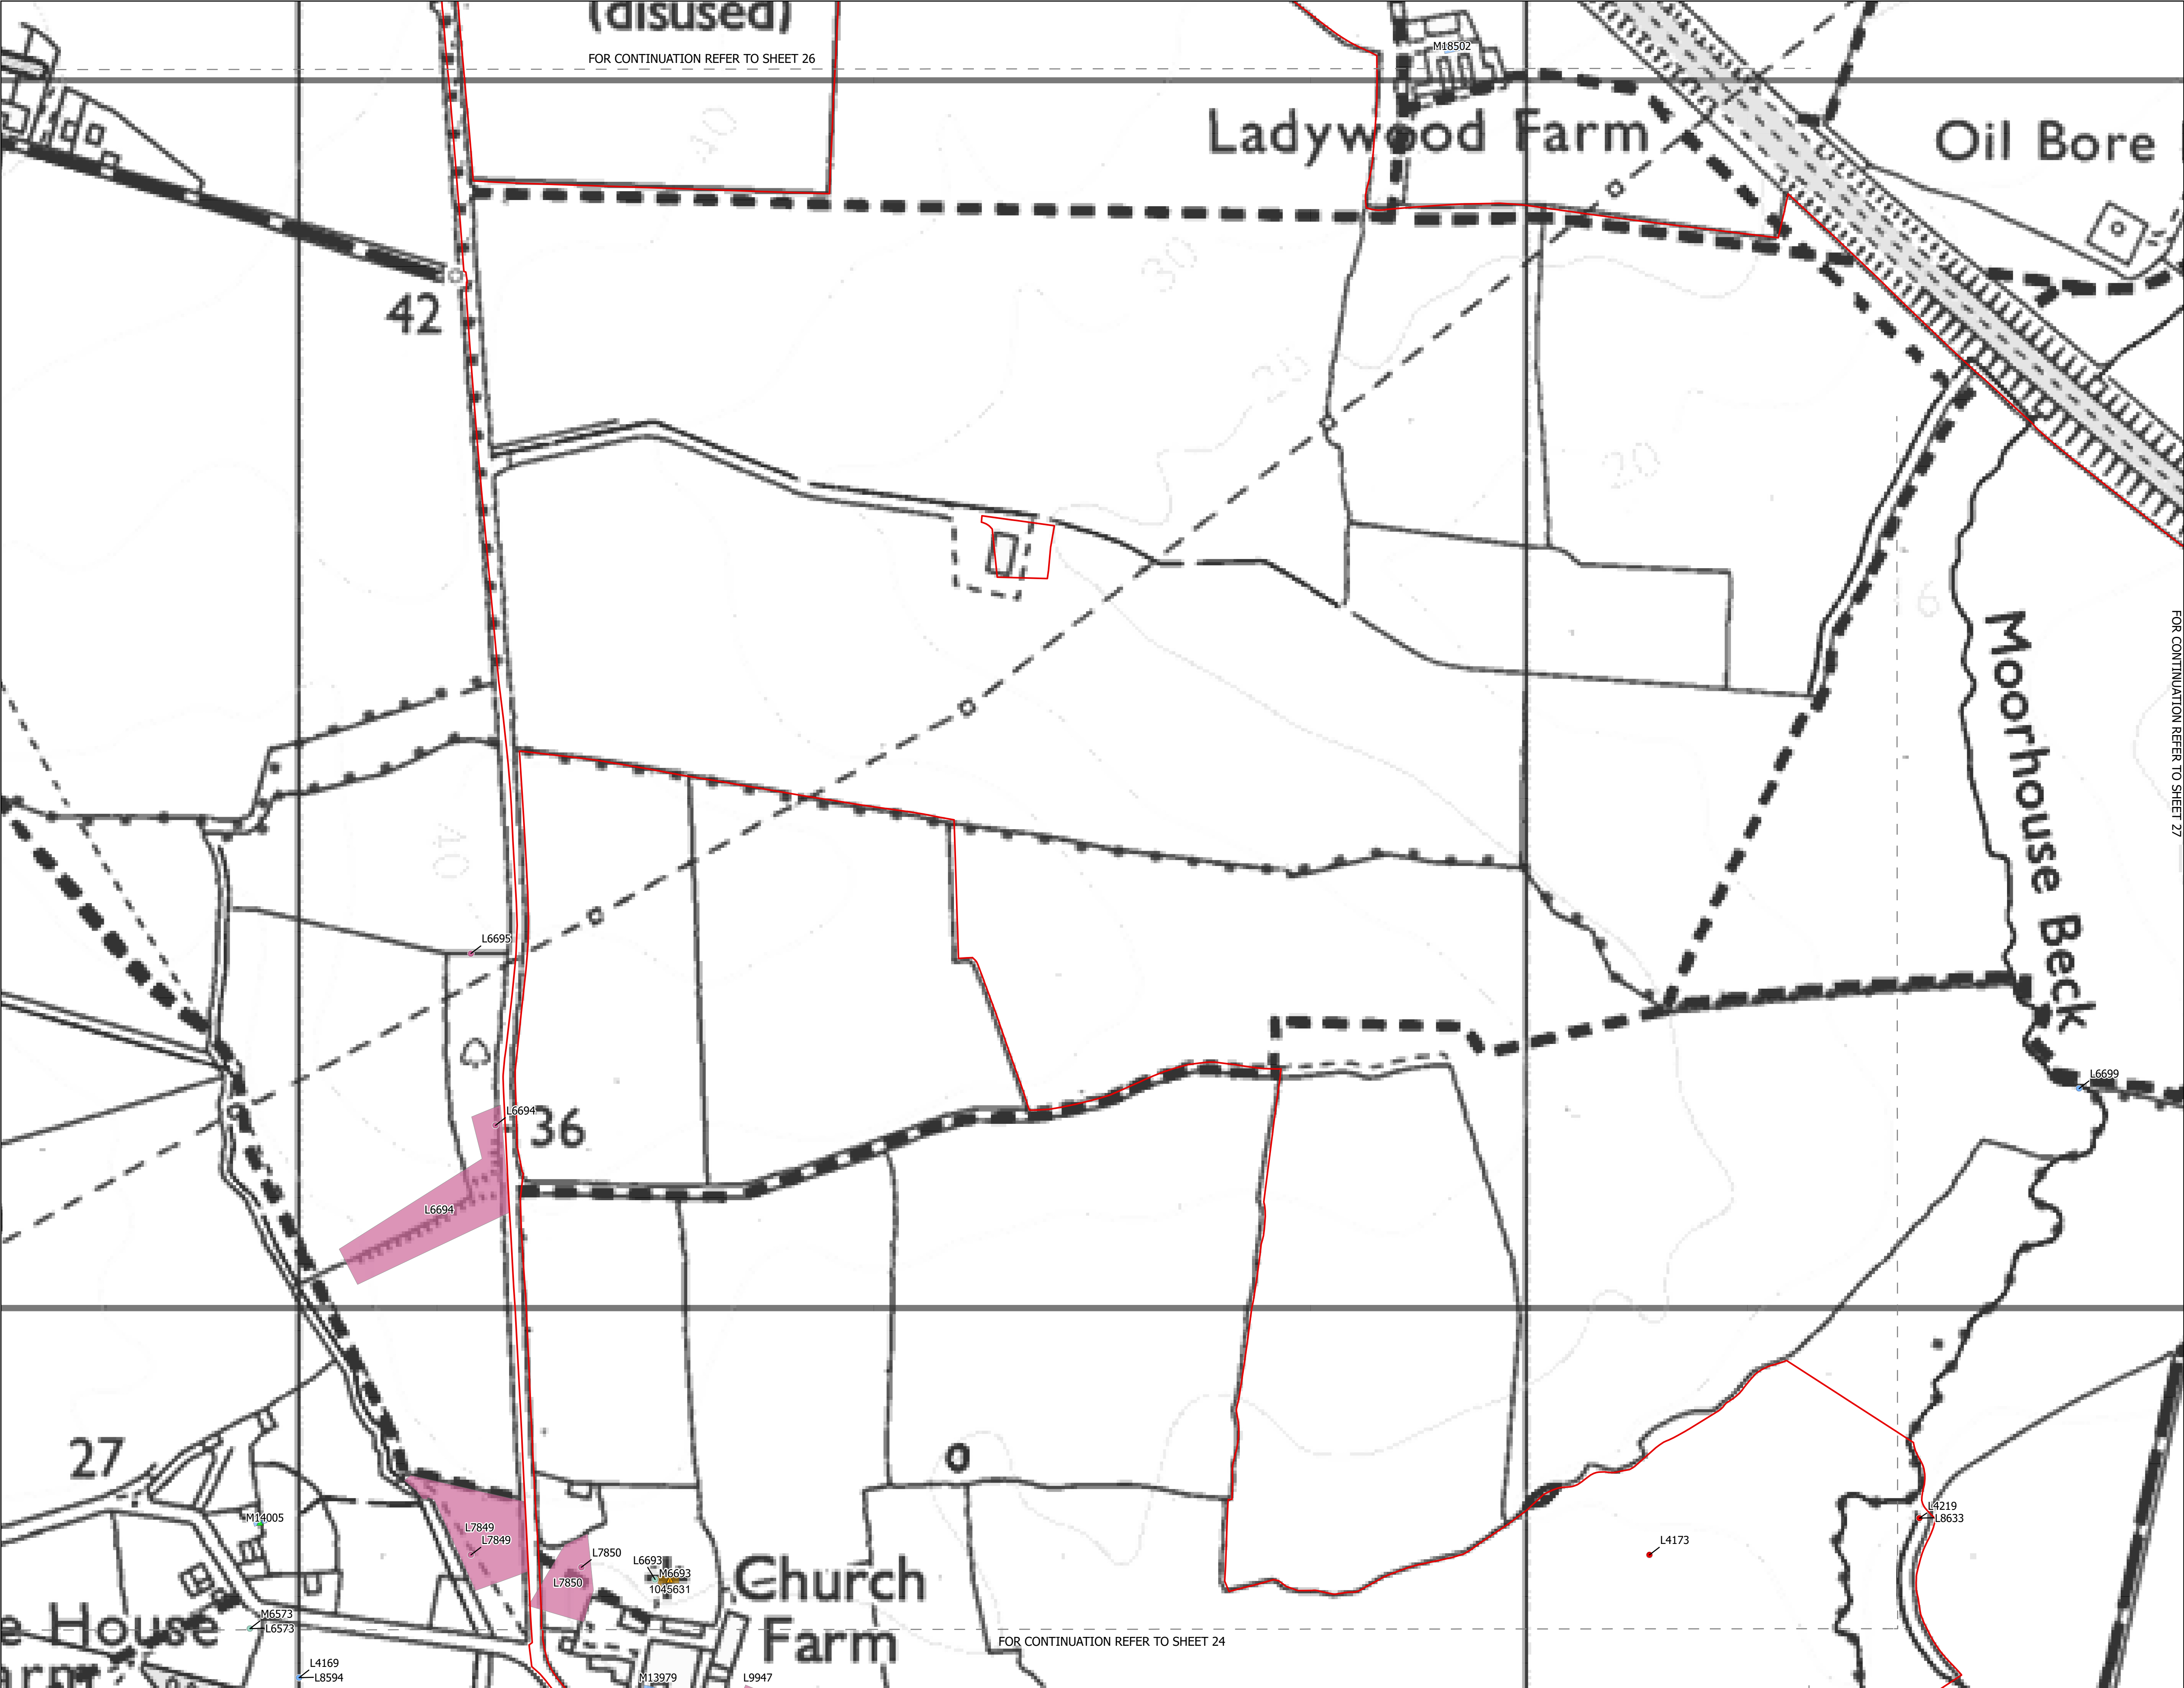 (disused)
FOR CONTINUATION REFER TO SHEET 26
M18502
Ladywood Farm
Oil Bore
40
30
42
25
20
6
FOR CONTINUATION REFER TO SHEET 27
Moorhouse Beck
40
L6695
L6699
L6694
36
L6694
27
L4219
L8633
M14005
L7849
L7849
L7850
L7850
L6693
M6693
1045631
L4173
Church
Farm
M6573
L6573
e House
arm
FOR CONTINUATION REFER TO SHEET 24
L4169
L8594
M13979
L9947